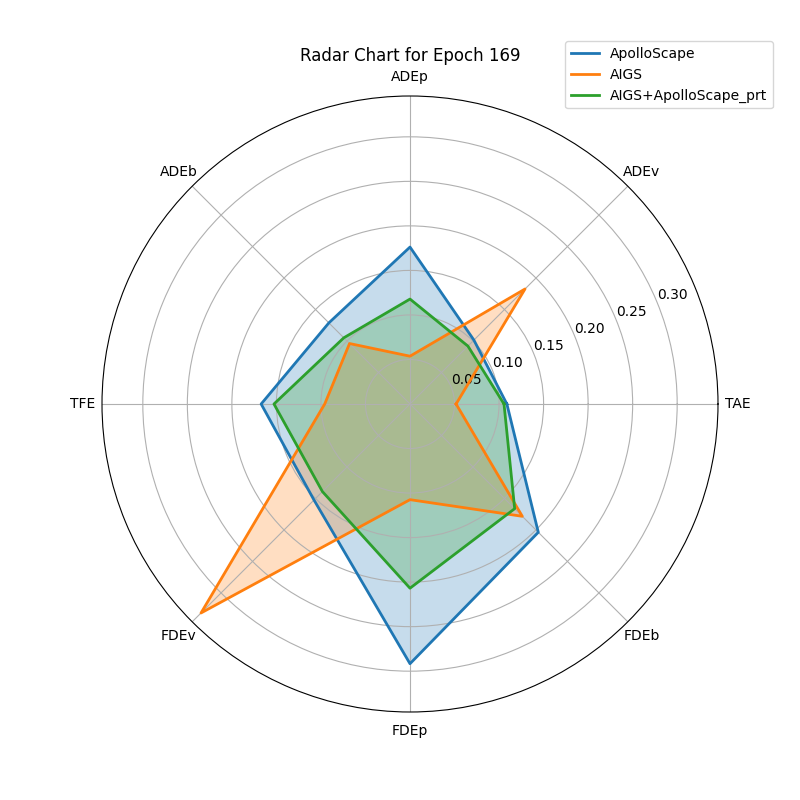 Radar Chart for Epoch 169
ApolloScape
AIGS
AIGS+ApolloScape_prt
ADEp
ADEb
ADEv
0.30
0.25
0.20
0.15
0.10
0.05
TFE
TAE
FDEv
FDEb
FDEp